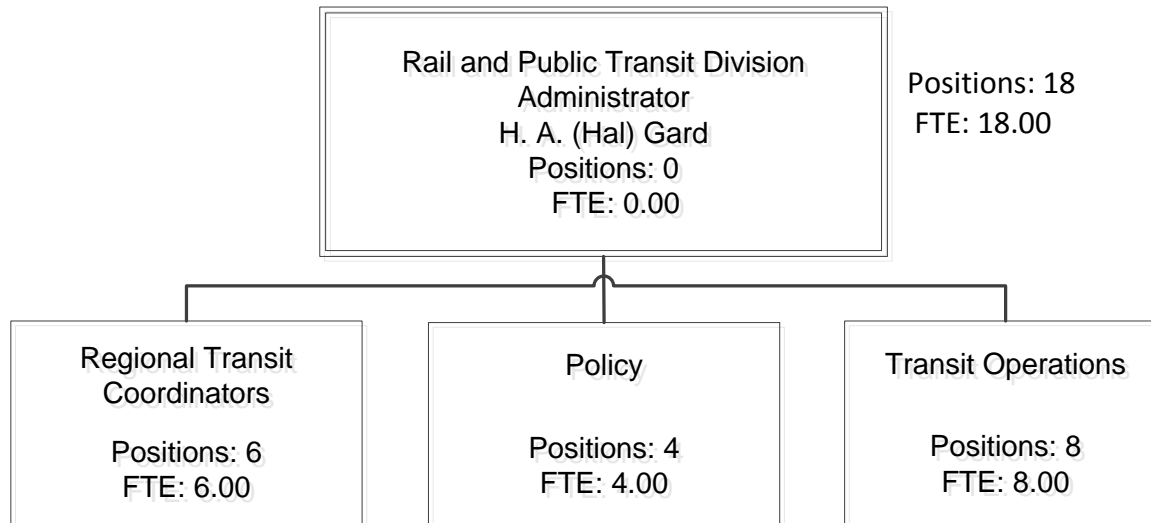 Rail and Public Transit Division
Administrator
H. A. (Hal) Gard
Positions: 0
FTE: 0.00
Positions: 18
FTE: 18.00
Regional Transit
Coordinators
Positions: 6
FTE: 6.00
Policy
Positions: 4
FTE: 4.00
Transit Operations
Positions: 8
FTE: 8.00